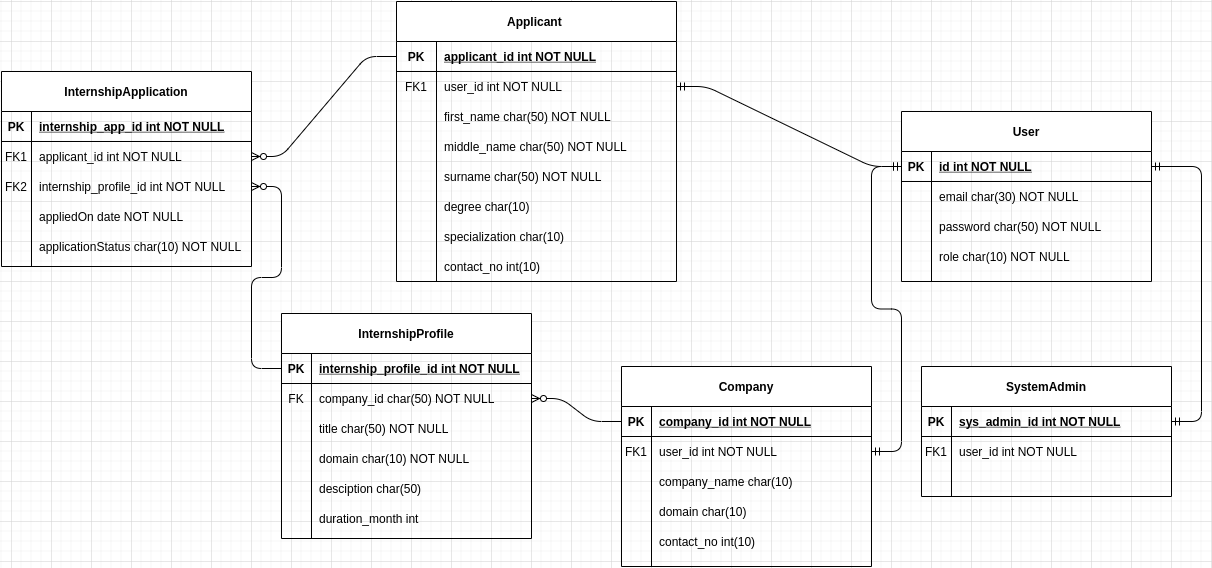 Applicant
PK applicant_id int NOT NULL
FK1 user_id int NOT NULL
first_name char(50) NOT NULL
middle_name char(50) NOT NULL
surname char(50) NOT NULL
degree char(10)
specialization char(10)
contact_no int(10)
InternshipApplication
PK internship_app_id int NOT NULL
FK1 applicant_id int NOT NULL
FK2 internship_profile_id int NOT NULL
appliedOn date NOT NULL
applicationStatus char(10) NOT NULL
User
PK id int NOT NULL
email char(30) NOT NULL
password char(50) NOT NULL
role char(10) NOT NULL
InternshipProfile
PK internship_profile_id int NOT NULL
FK company_id char(50) NOT NULL
title char(50) NOT NULL
domain char(10) NOT NULL
desciption char(50)
duration_month int
Company
PK company_id int NOT NULL
FK1 user_id int NOT NULL
company_name char(10)
domain char(10)
contact_no int(10)
SystemAdmin
PK sys_admin_id int NOT NULL
FK1 user_id int NOT NULL